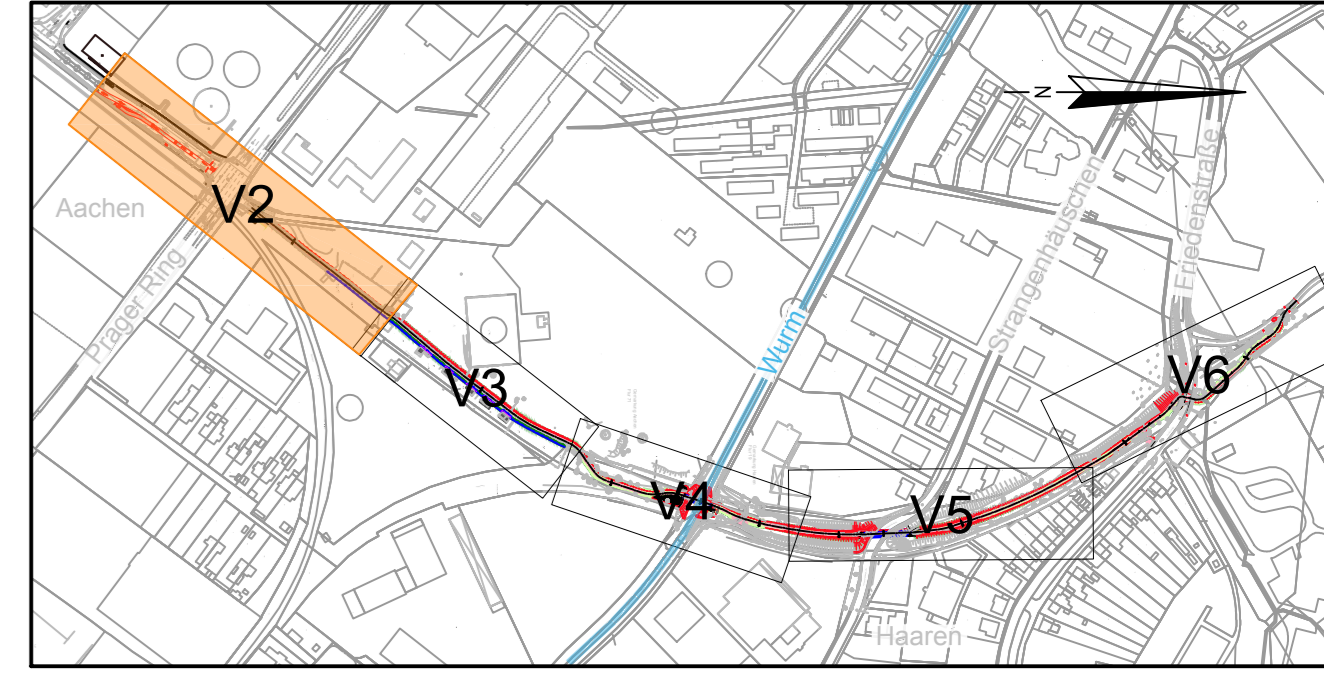 N
Aachen
V2
Prager Ring
V3
Wurm
V4
Strangenhäuschen
Friedenstraße
V6
V5
Haaren